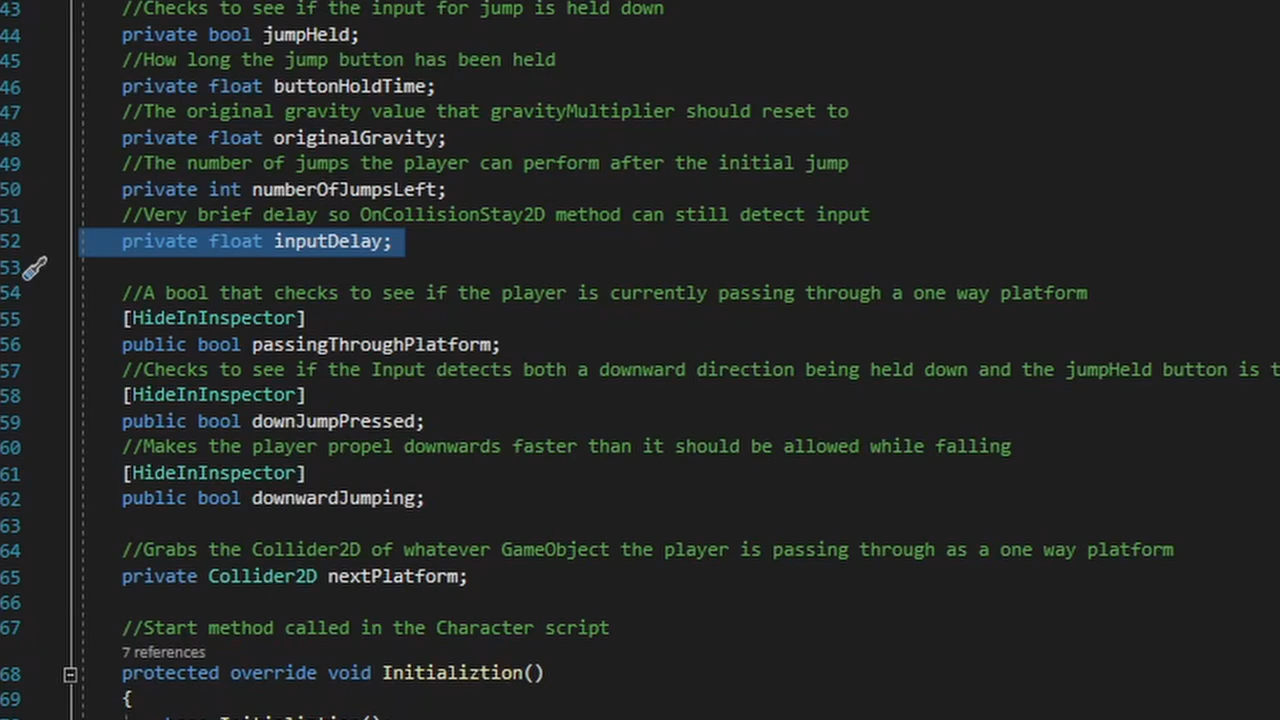 43 //Checks to see if the input for jump is held down
44 private bool jumpHeld;
45 //How long the jump button has been held
46 private float buttonHoldTime;
47 //The original gravity value that gravityMultiplier should reset to
48 private float originalGravity;
49 //The number of jumps the player can perform after the initial jump
50 private int numberOfJumpsLeft;
51 //Very brief delay so OnCollisionStay2D method can still detect input
52 private float inputDelay;
53
54 //A bool that checks to see if the player is currently passing through a one way platform
55 [HideInInspector]
56 public bool passingThroughPlatform;
57 //Checks to see if the Input detects both a downward direction being held down and the jumpHeld button is t
58 [HideInInspector]
59 public bool downJumpPressed;
60 //Makes the player propel downwards faster than it should be allowed while falling
61 [HideInInspector]
62 public bool downwardJumping;
63
64 //Grabs the Collider2D of whatever GameObject the player is passing through as a one way platform
65 private Collider2D nextPlatform;
66
67 //Start method called in the Character script
7 references
68 protected override void Initializtion()
69 {